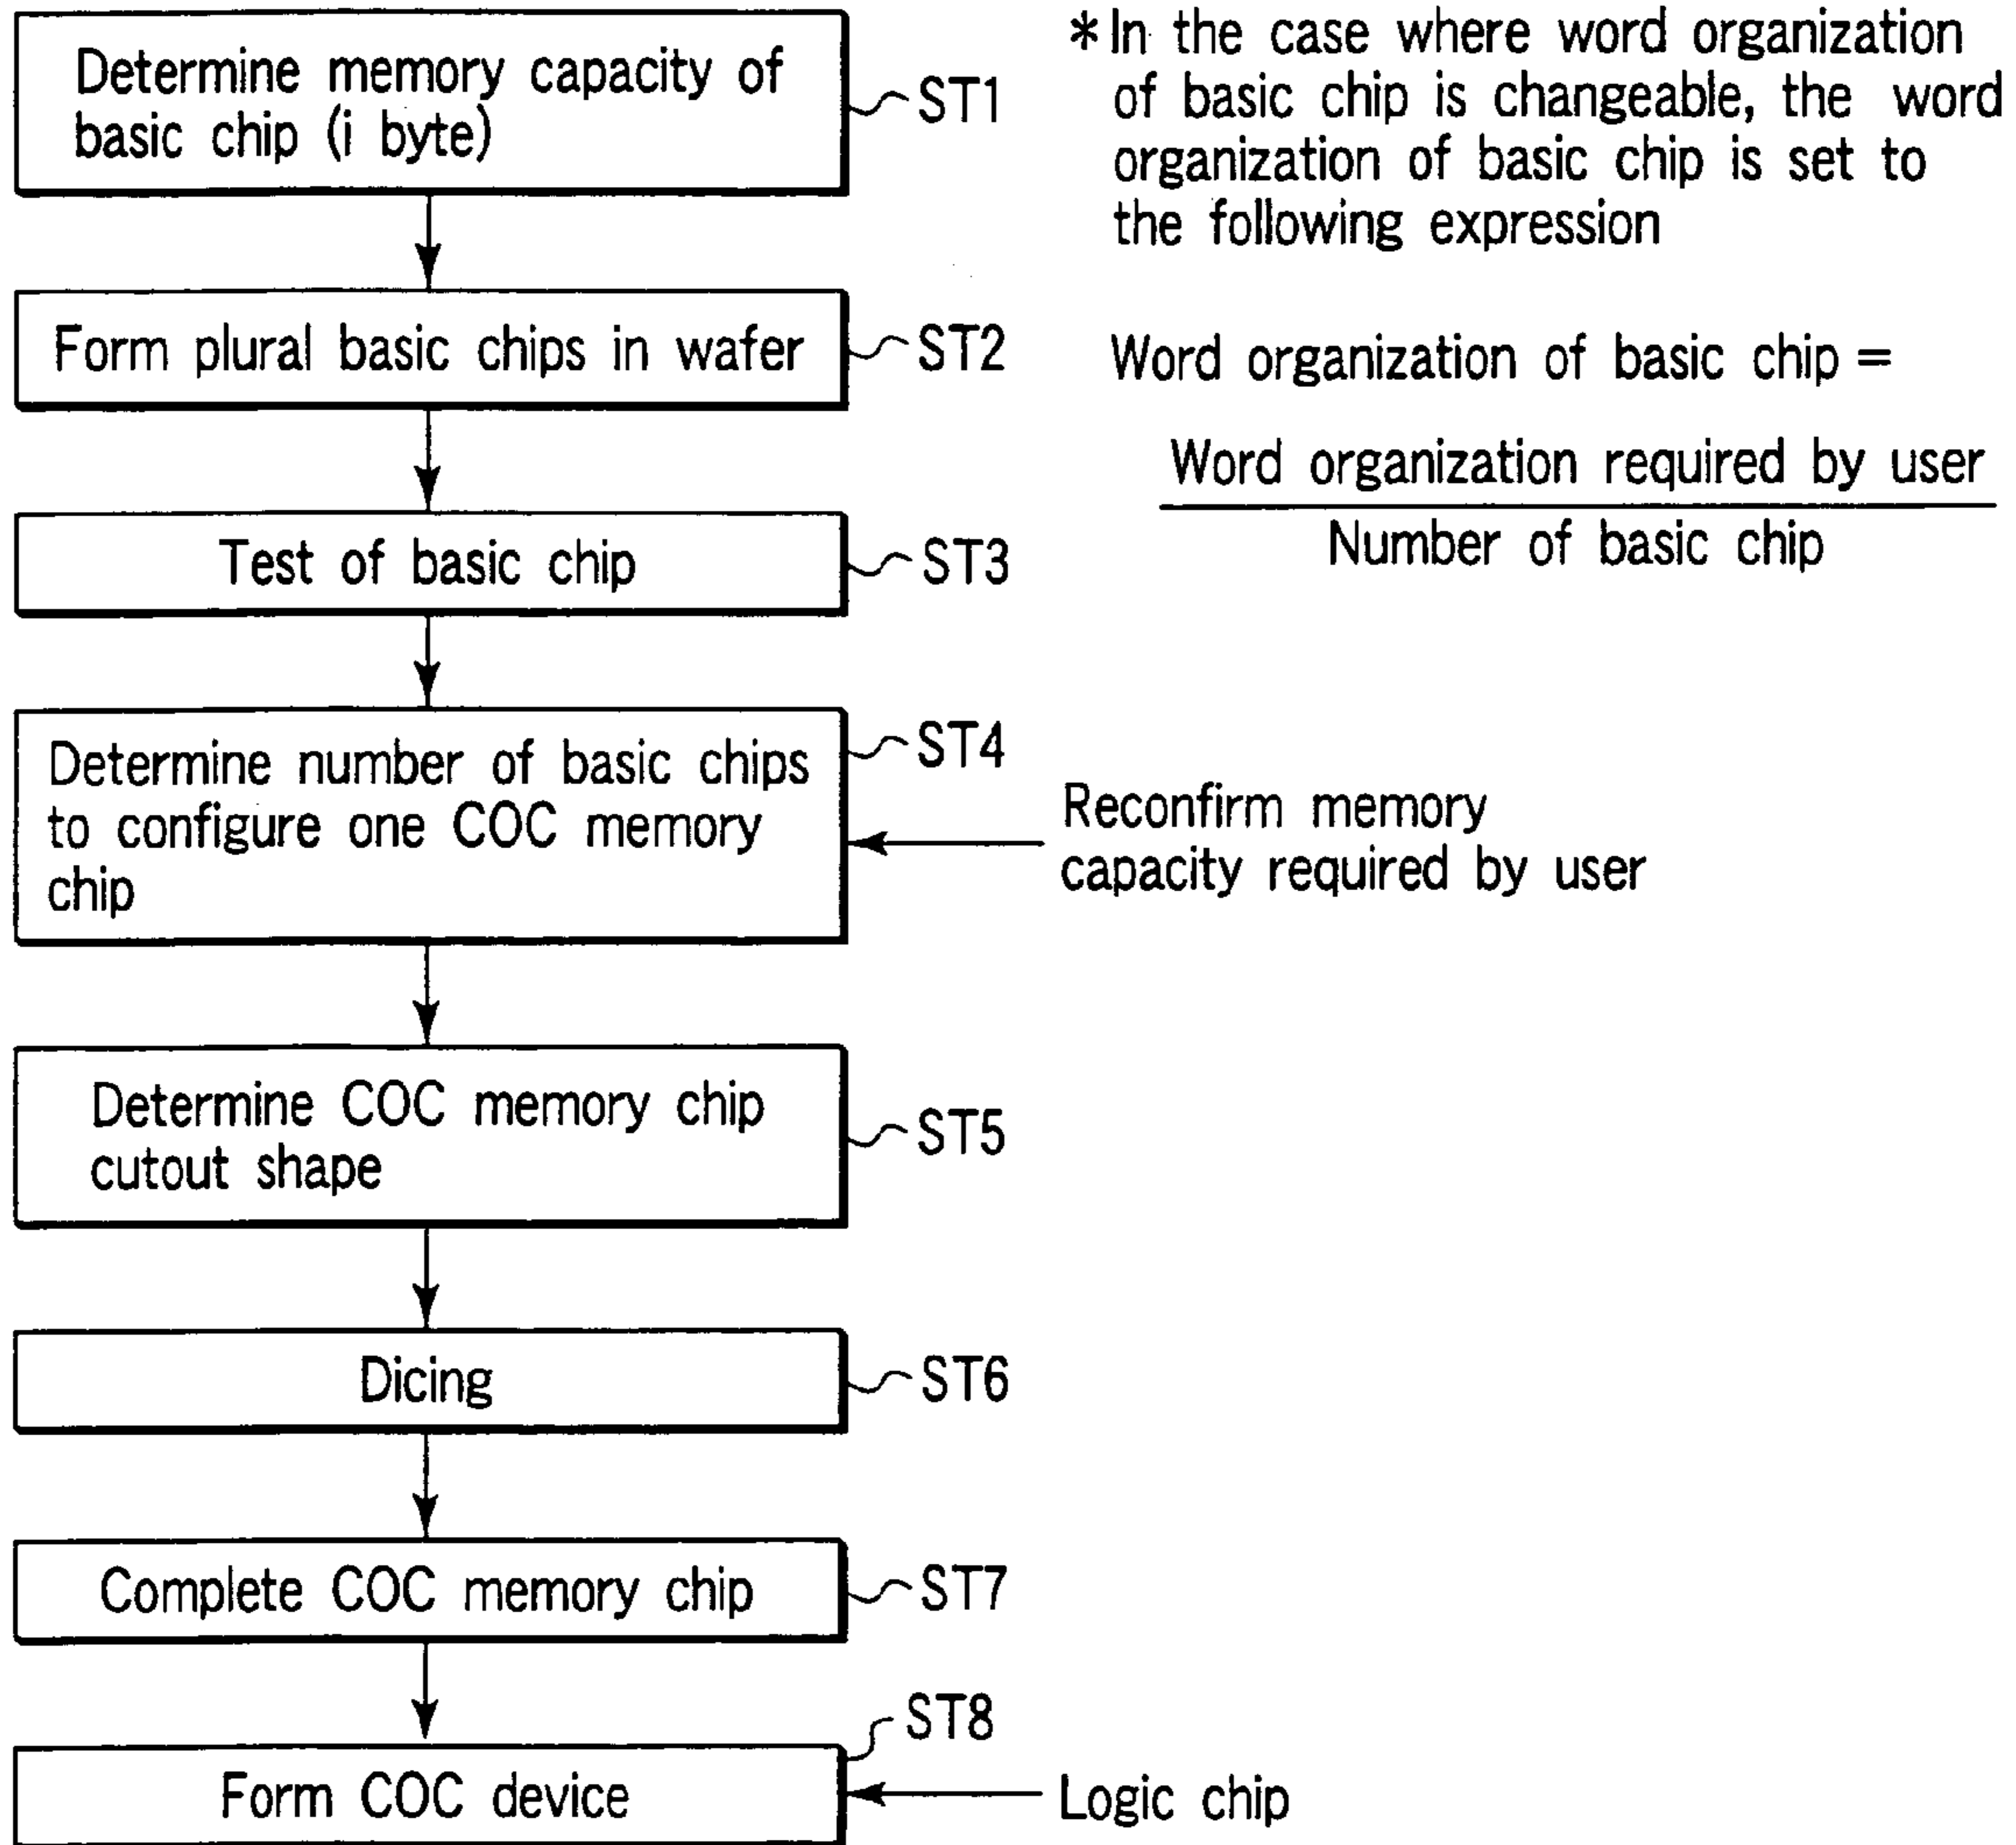 Determine memory capacity of
basic chip (i byte)
ST1
*In the case where word organization
of basic chip is changeable, the word
organization of basic chip is set to
the following expression
Form plural basic chips in wafer
ST2
Word organization of basic chip =
Word organization required by user
Number of basic chip
Test of basic chip
ST3
Determine number of basic chips
to configure one COC memory
chip
ST4
Reconfirm memory
capacity required by user
Determine COC memory chip
cutout shape
ST5
Dicing
ST6
Complete COC memory chip
ST7
Form COC device
ST8
Logic chip